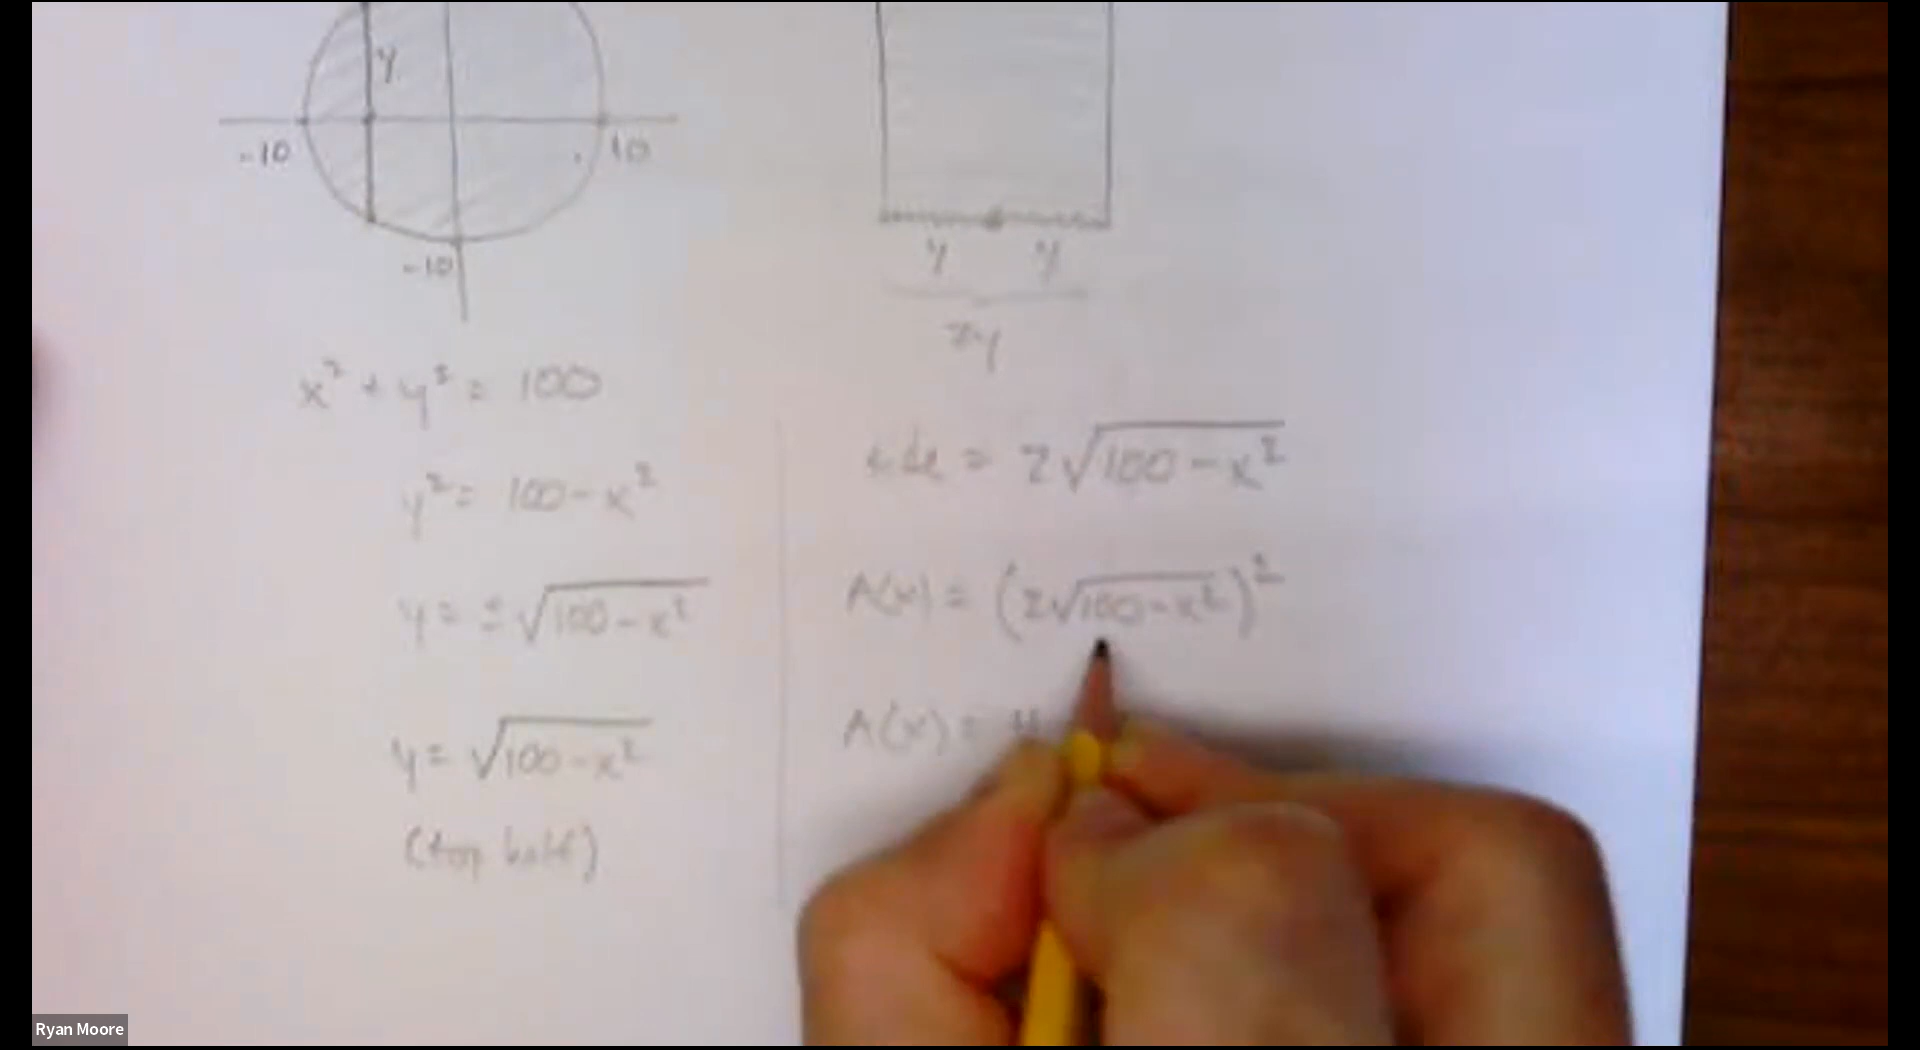 y
-10
10
-10
y y
2y
x² + y² = 100
y² = 100 - x²
y = ±√100 - x²
y = √100 - x²
(top half)
side = 2√100 - x²
A(x) = (2√100 - x²)²
A(x) = 4
Ryan Moore